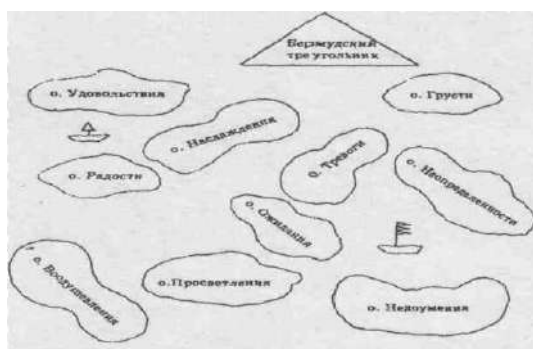 Бермудский
треугольник
о. Удовольствия
о. Грусти
о. Наслаждения
о. Тревоги
о. Радости
о. Неопределенности
о. Ожидания
о. Воодушевления
о.Просветления
о. Недоумения